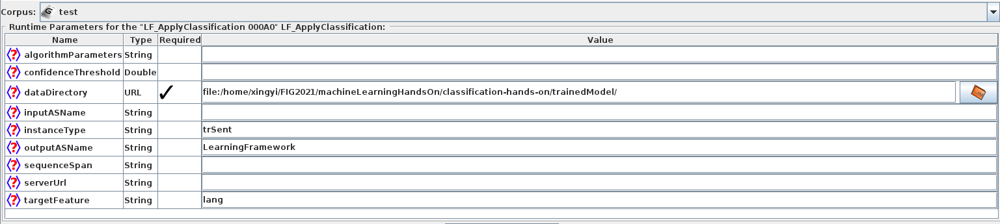 Corpus: test
Runtime Parameters for the "LF_ApplyClassification 000A0" LF_ApplyClassification:
Name Type Required Value
algorithmParameters String
confidenceThreshold Double
dataDirectory URL ✓ file:/home/xingyi/FIG2021/machineLearningHandsOn/classification-hands-on/trainedModel/
inputASName String
instanceType String trSent
outputASName String LearningFramework
sequenceSpan String
serverUrl String
targetFeature String lang